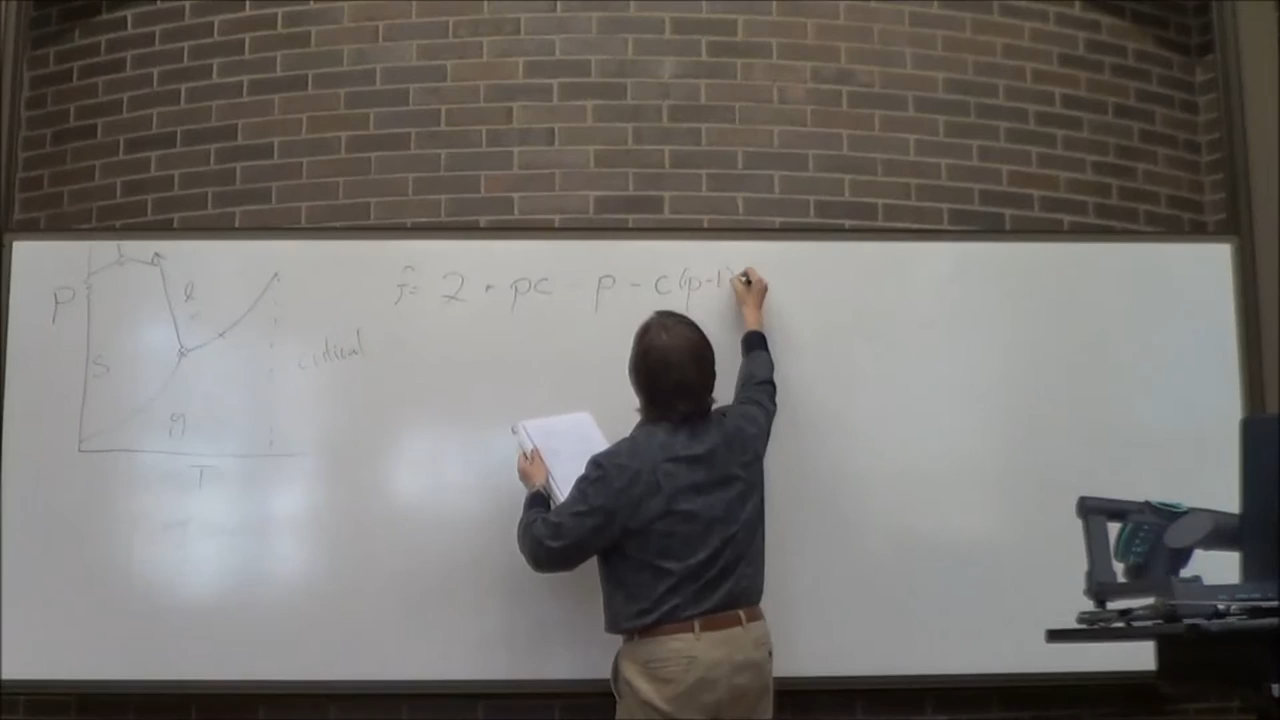 f = 2 + pc - p - c(p-1)
P
l
S
critical
g
T